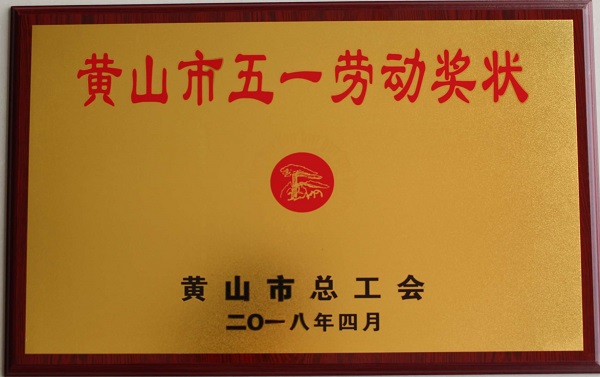 黄山市五一劳动奖状
黄山市总工会
二〇一八年四月